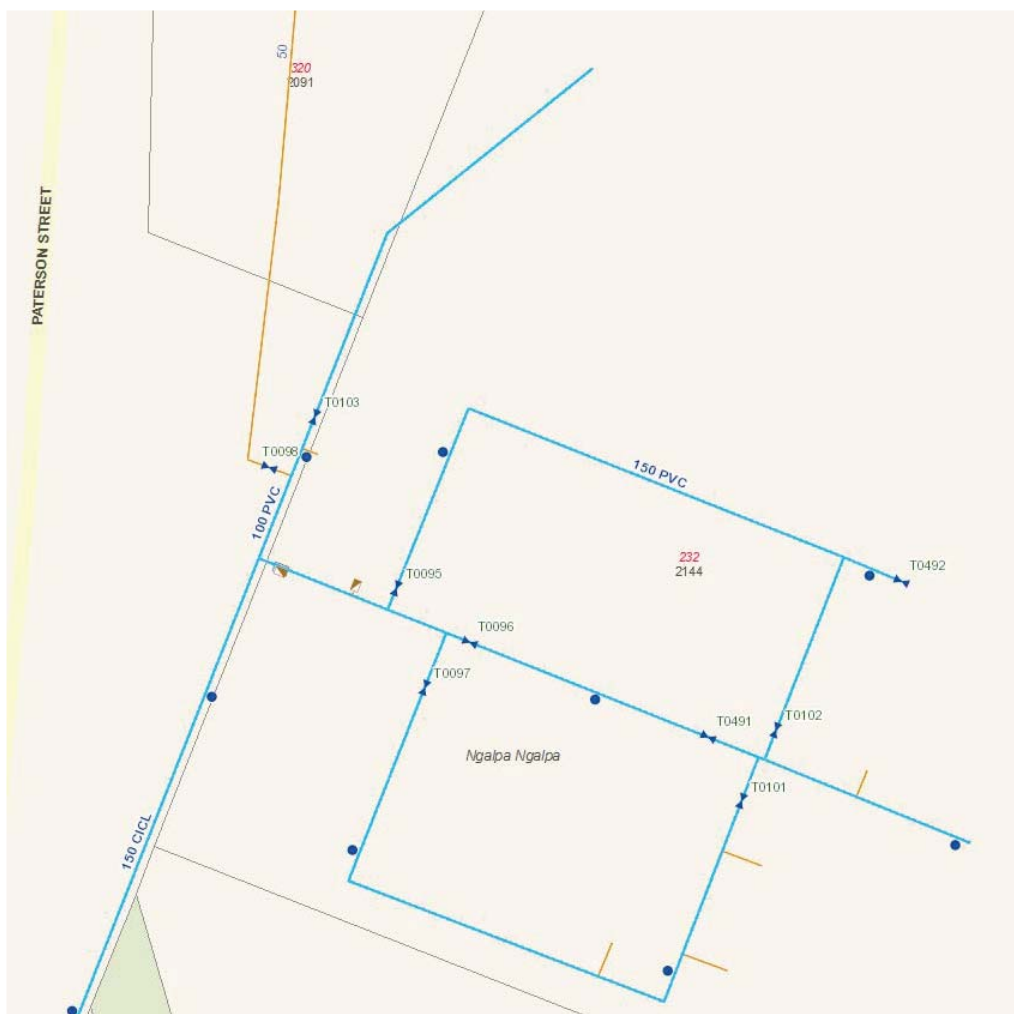 50
320
2091
PATERSON STREET
T0103
T0098
150 PVC
100 PVC
232
2144
T0492
T0095
T0096
T0097
T0491
T0102
Ngalpa Ngalpa
T0101
150 CICL